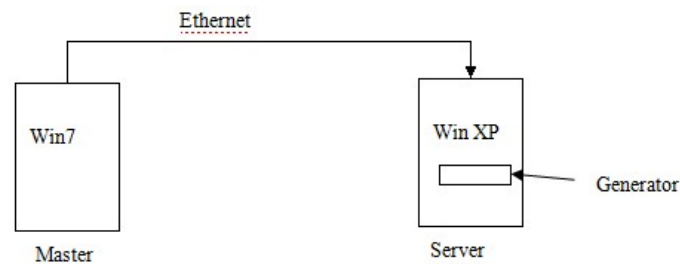 Ethernet
Win7
Win XP
Generator
Master
Server